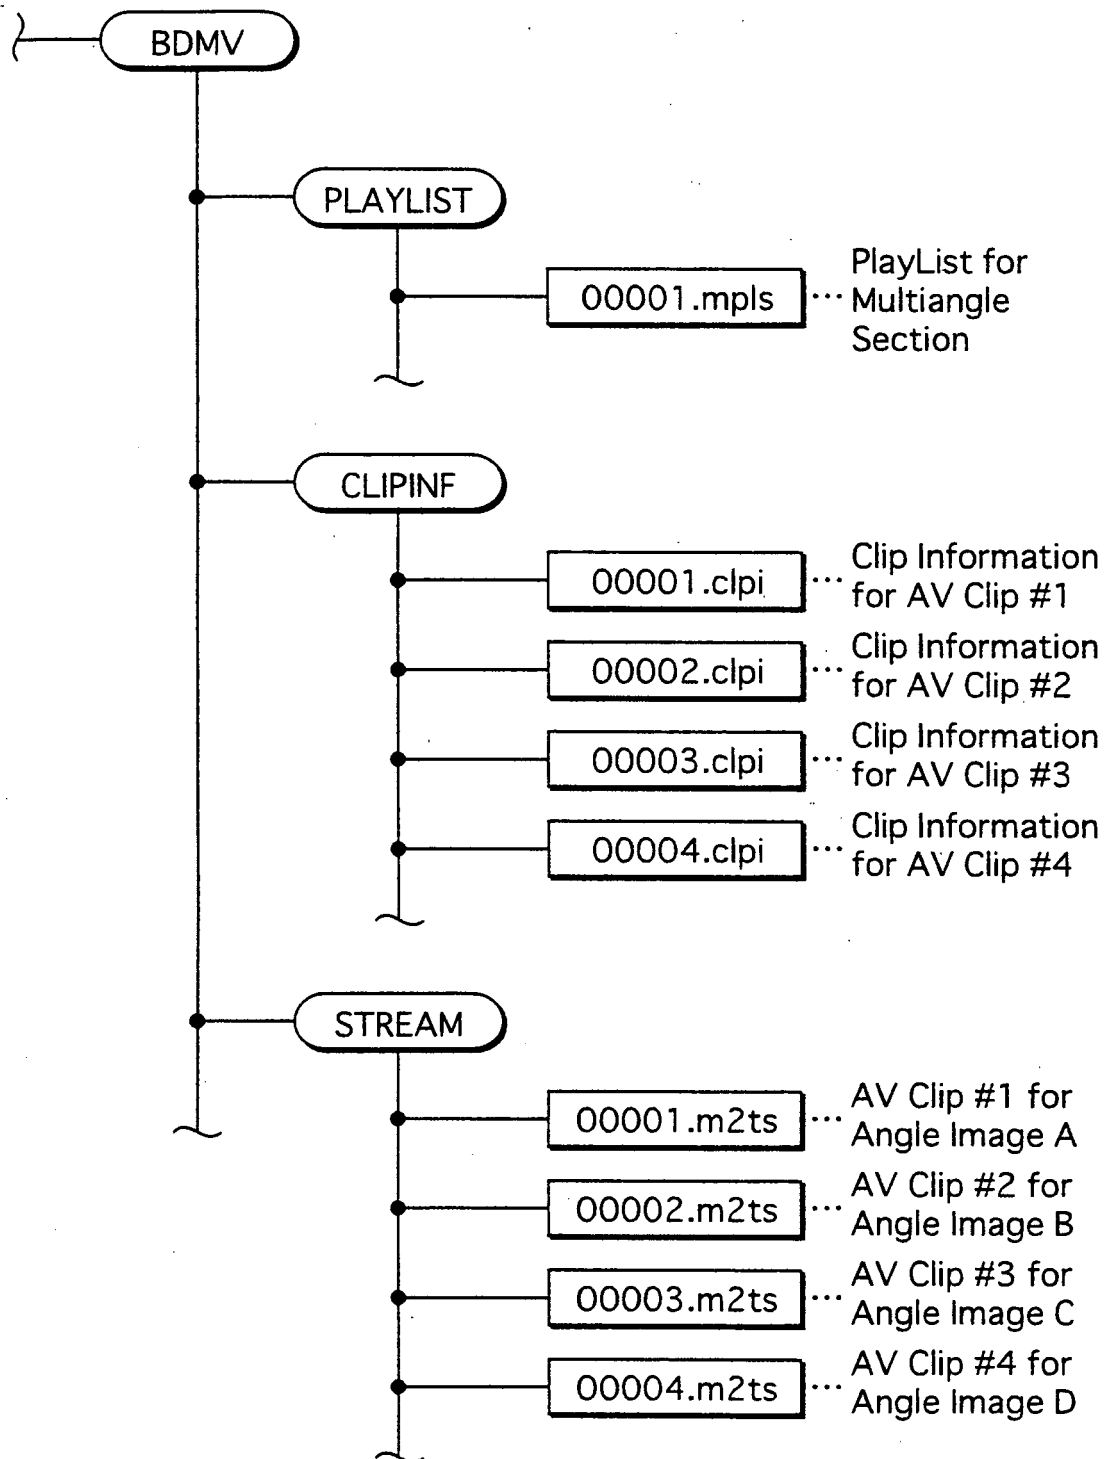 BDMV
PLAYLIST
00001.mpls
··· PlayList for
Multiangle
Section
CLIPINF
00001.clpi
··· Clip Information
for AV Clip #1
00002.clpi
··· Clip Information
for AV Clip #2
00003.clpi
··· Clip Information
for AV Clip #3
00004.clpi
··· Clip Information
for AV Clip #4
STREAM
00001.m2ts
··· AV Clip #1 for
Angle Image A
00002.m2ts
··· AV Clip #2 for
Angle Image B
00003.m2ts
··· AV Clip #3 for
Angle Image C
00004.m2ts
··· AV Clip #4 for
Angle Image D